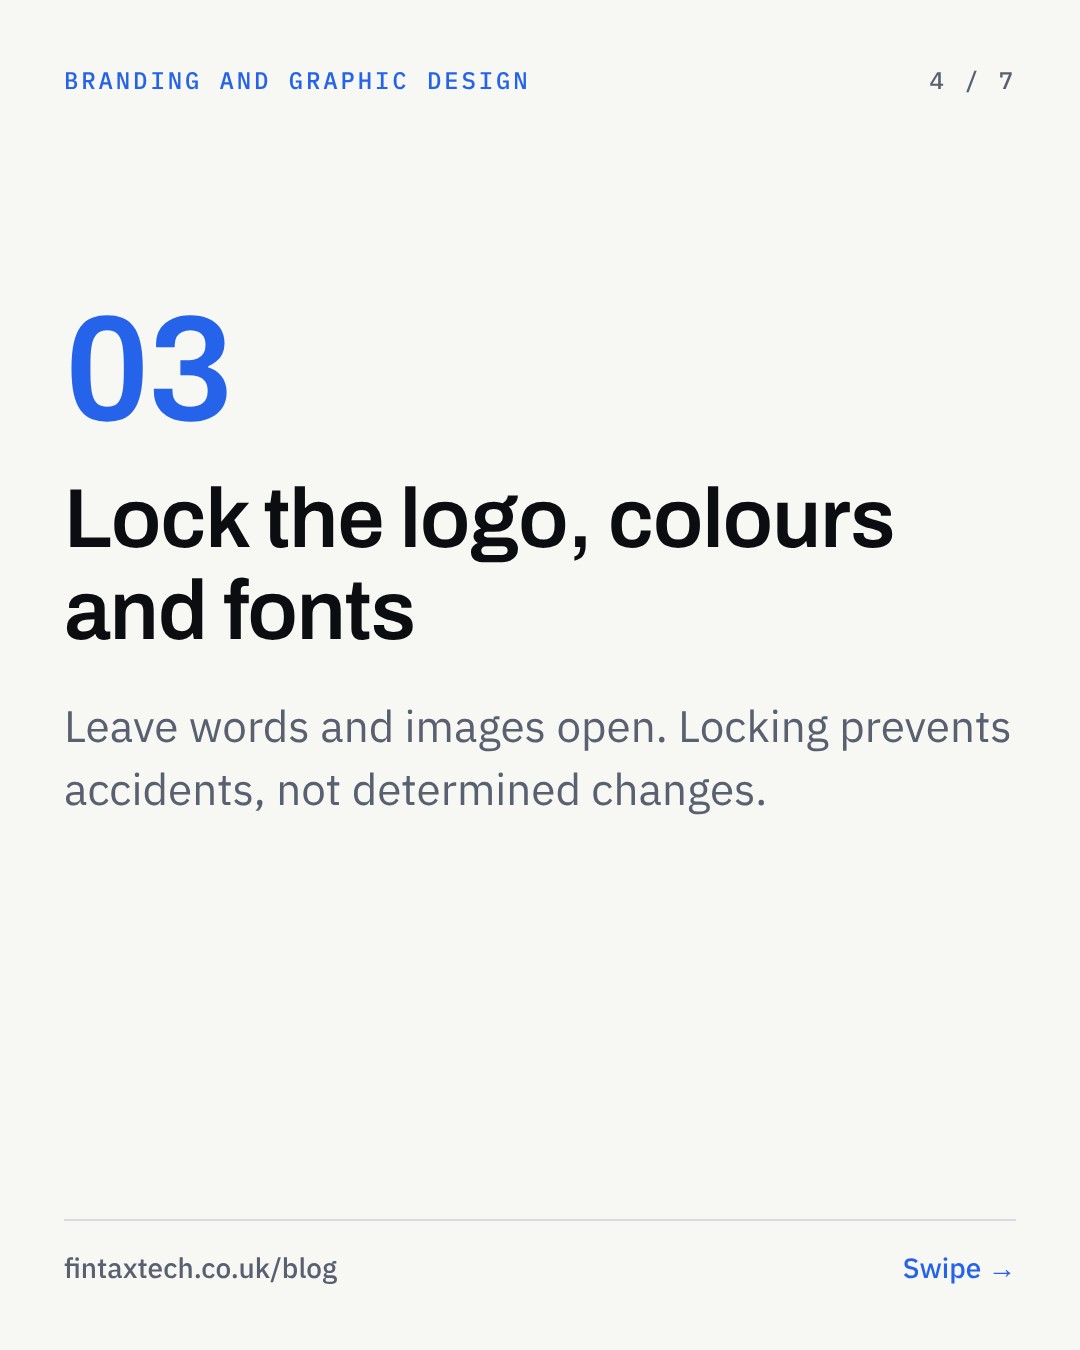 BRANDING AND GRAPHIC DESIGN
4 / 7
03
Lock the logo, colours
and fonts
Leave words and images open. Locking prevents
accidents, not determined changes.
fintaxtech.co.uk/blog
Swipe →